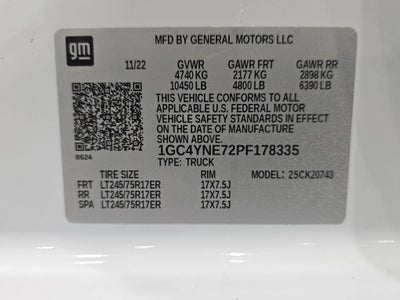 gm
MFD BY GENERAL MOTORS LLC
11/22 GVWR GAWR FRT GAWR RR
4740 KG 2177 KG 2898 KG
10450 LB 4800 LB 6390 LB
THIS VEHICLE CONFORMS TO ALL
APPLICABLE U.S. FEDERAL MOTOR
VEHICLE SAFETY STANDARDS IN EFFECT ON
THE DATE OF MANUFACTURE
SHOWN ABOVE.
8624
1GC4YNE72PF178335
TYPE: TRUCK
TIRE SIZE RIM MODEL: 25CK20743
FRT LT245/75R17ER 17X7.5J
RR LT245/75R17ER 17X7.5J
SPA LT245/75R17ER 17X7.5J